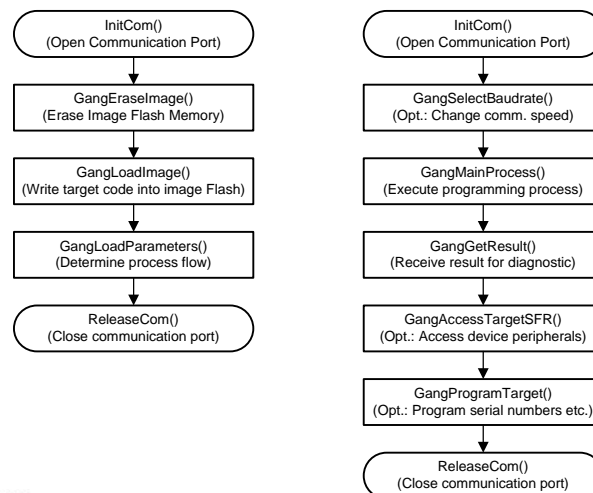 InitCom()
(Open Communication Port)
GangEraseImage()
(Erase Image Flash Memory)
GangLoadImage()
(Write target code into image Flash)
GangLoadParameters()
(Determine process flow)
ReleaseCom()
(Close communication port)
InitCom()
(Open Communication Port)
GangSelectBaudrate()
(Opt.: Change comm. speed)
GangMainProcess()
(Execute programming process)
GangGetResult()
(Receive result for diagnostic)
GangAccessTargetSFR()
(Opt.: Access device peripherals)
GangProgramTarget()
(Opt.: Program serial numbers etc.)
ReleaseCom()
(Close communication port)